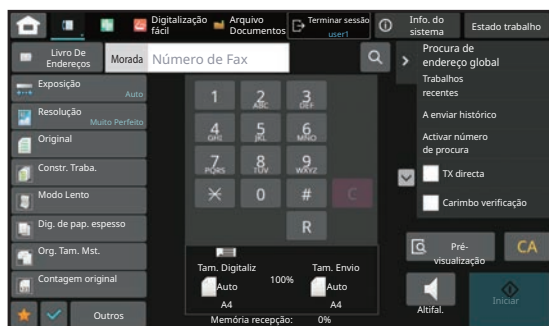 Digitalização
fácil
Arquivo
Documentos
Terminar sessão
user1
Info. do
sistema
Estado trabalho
Livro De
Endereços
Morada
Número de Fax
Exposição
Auto
Resolução
Muito Perfeito
Original
Constr. Traba.
Modo Lento
Dig. de pap. espesso
Org. Tam. Mst.
Contagem original
Outros
1
2
ABC
3
DEF
4
GHI
5
JKL
6
MNO
7
PQRS
8
TUV
9
WXYZ
0
#
C
R
Tam. Digitaliz
100%
Tam. Envio
Auto
A4
Auto
A4
Memória recepção: 0%
Procura de
endereço global
Trabalhos
recentes
A enviar histórico
Activar número
de procura
TX directa
Carimbo verificação
Pré-
visualização
CA
Altifal.
Iniciar